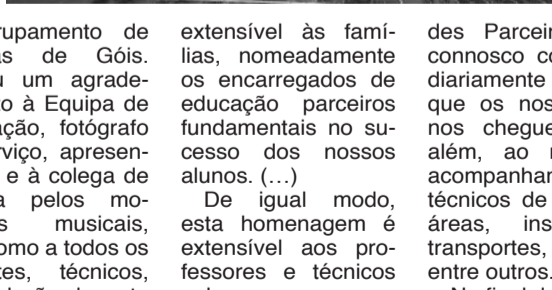 rupamento de
as de Góis.
u um agrade-
to à Equipa de
ação, fotógrafo
rviço, apresen-
e à colega de
a pelos mo-
s musicais,
omo a todos os
tes, técnicos,
extensível às famí-
lias, nomeadamente
os encarregados de
educação parceiros
fundamentais no su-
cesso dos nossos
alunos. (…)
De igual modo,
esta homenagem é
extensível aos pro-
fessores e técnicos
des Parcei
connosco co
diariamente
que os nos
nos chegue
além, ao
acompanhar
técnicos de
áreas, ins
transportes,
entre outros.